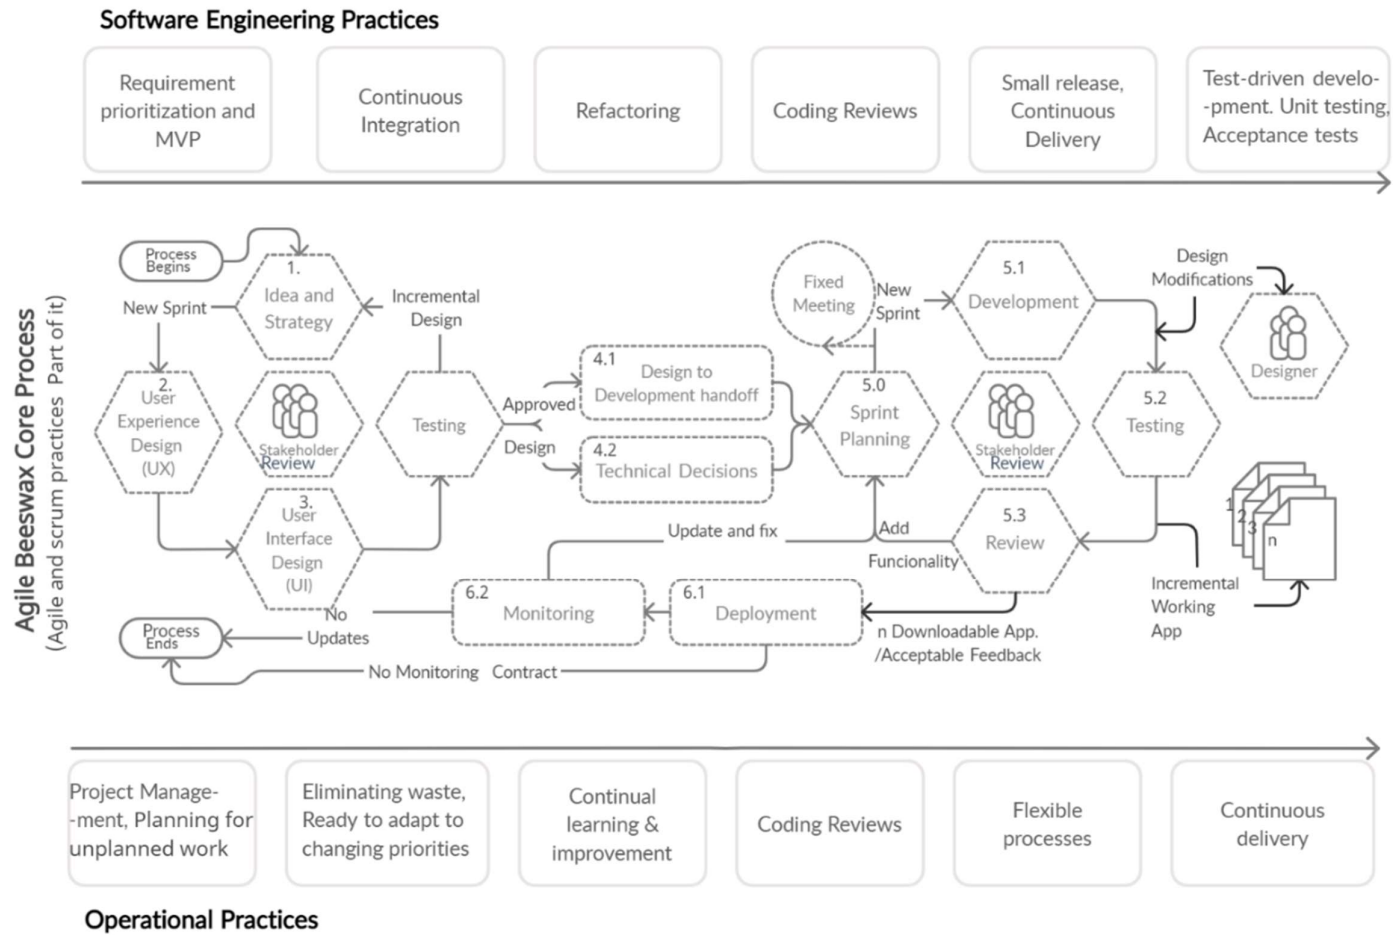 Software Engineering Practices
Requirement
prioritization and
MVP
Continuous
Integration
Refactoring
Coding Reviews
Small release,
Continuous
Delivery
Test-driven develo-
-pment. Unit testing,
Acceptance tests
Agile Beeswax Core Process
(Agile and scrum practices Part of it)
Process
Begins
1.
Idea and
Strategy
New Sprint
Incremental
Design
2.
User
Experience
Design
(UX)
Stakeholder
Review
Testing
3.
User
Interface
Design
(UI)
Approved
Design
4.1
Design to
Development handoff
4.2
Technical Decisions
Fixed
Meeting
New
Sprint
5.0
Sprint
Planning
5.1
Development
Stakeholder
Review
Design
Modifications
Designer
5.2
Testing
5.3
Review
Add
Funcionality
Update and fix
Incremental
Working
App
1
2
3
n
6.2
Monitoring
6.1
Deployment
n Downloadable App.
/Acceptable Feedback
No
Updates
Process
Ends
No Monitoring Contract
Project Manage-
-ment, Planning for
unplanned work
Eliminating waste,
Ready to adapt to
changing priorities
Continual
learning &
improvement
Coding Reviews
Flexible
processes
Continuous
delivery
Operational Practices